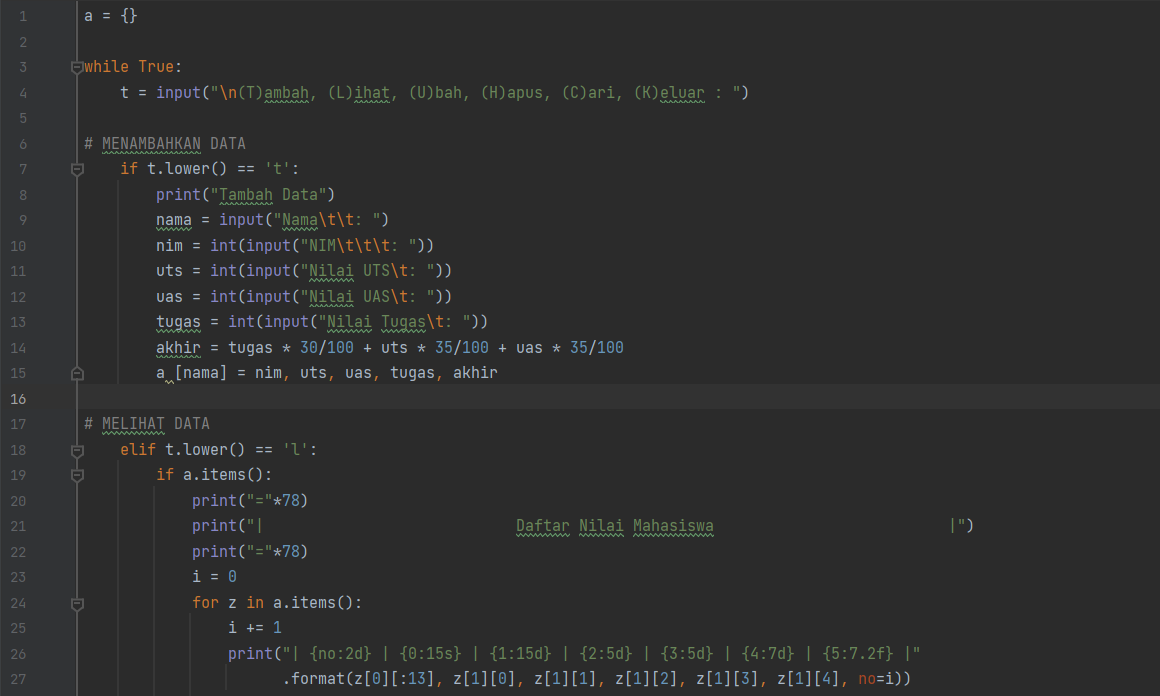 1 a = {}
2
3 while True:
4     t = input("\n(T)ambah, (L)ihat, (U)bah, (H)apus, (C)ari, (K)eluar : ")
5
6 # MENAMBAHKAN DATA
7     if t.lower() == 't':
8         print("Tambah Data")
9         nama = input("Nama\t\t: ")
10         nim = int(input("NIM\t\t\t: "))
11         uts = int(input("Nilai UTS\t: "))
12         uas = int(input("Nilai UAS\t: "))
13         tugas = int(input("Nilai Tugas\t: "))
14         akhir = tugas * 30/100 + uts * 35/100 + uas * 35/100
15         a [nama] = nim, uts, uas, tugas, akhir
16
17 # MELIHAT DATA
18     elif t.lower() == 'l':
19         if a.items():
20             print("="*78)
21             print("|                            Daftar Nilai Mahasiswa                          |")
22             print("="*78)
23             i = 0
24             for z in a.items():
25                 i += 1
26                 print("| {no:2d} | {0:15s} | {1:15d} | {2:5d} | {3:5d} | {4:7d} | {5:7.2f} |"
27                       .format(z[0][:13], z[1][0], z[1][1], z[1][2], z[1][3], z[1][4], no=i))